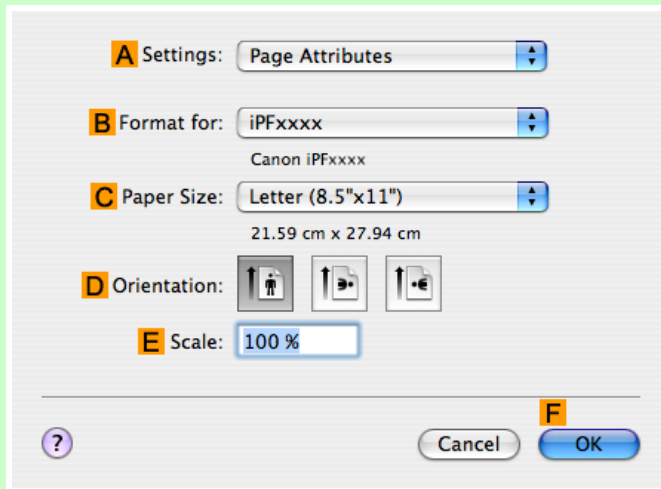 A Settings: Page Attributes
B Format for: iPFxxxx
Canon iPFxxxx
C Paper Size: Letter (8.5"x11")
21.59 cm x 27.94 cm
D Orientation:
E Scale: 100 %
F
? Cancel OK